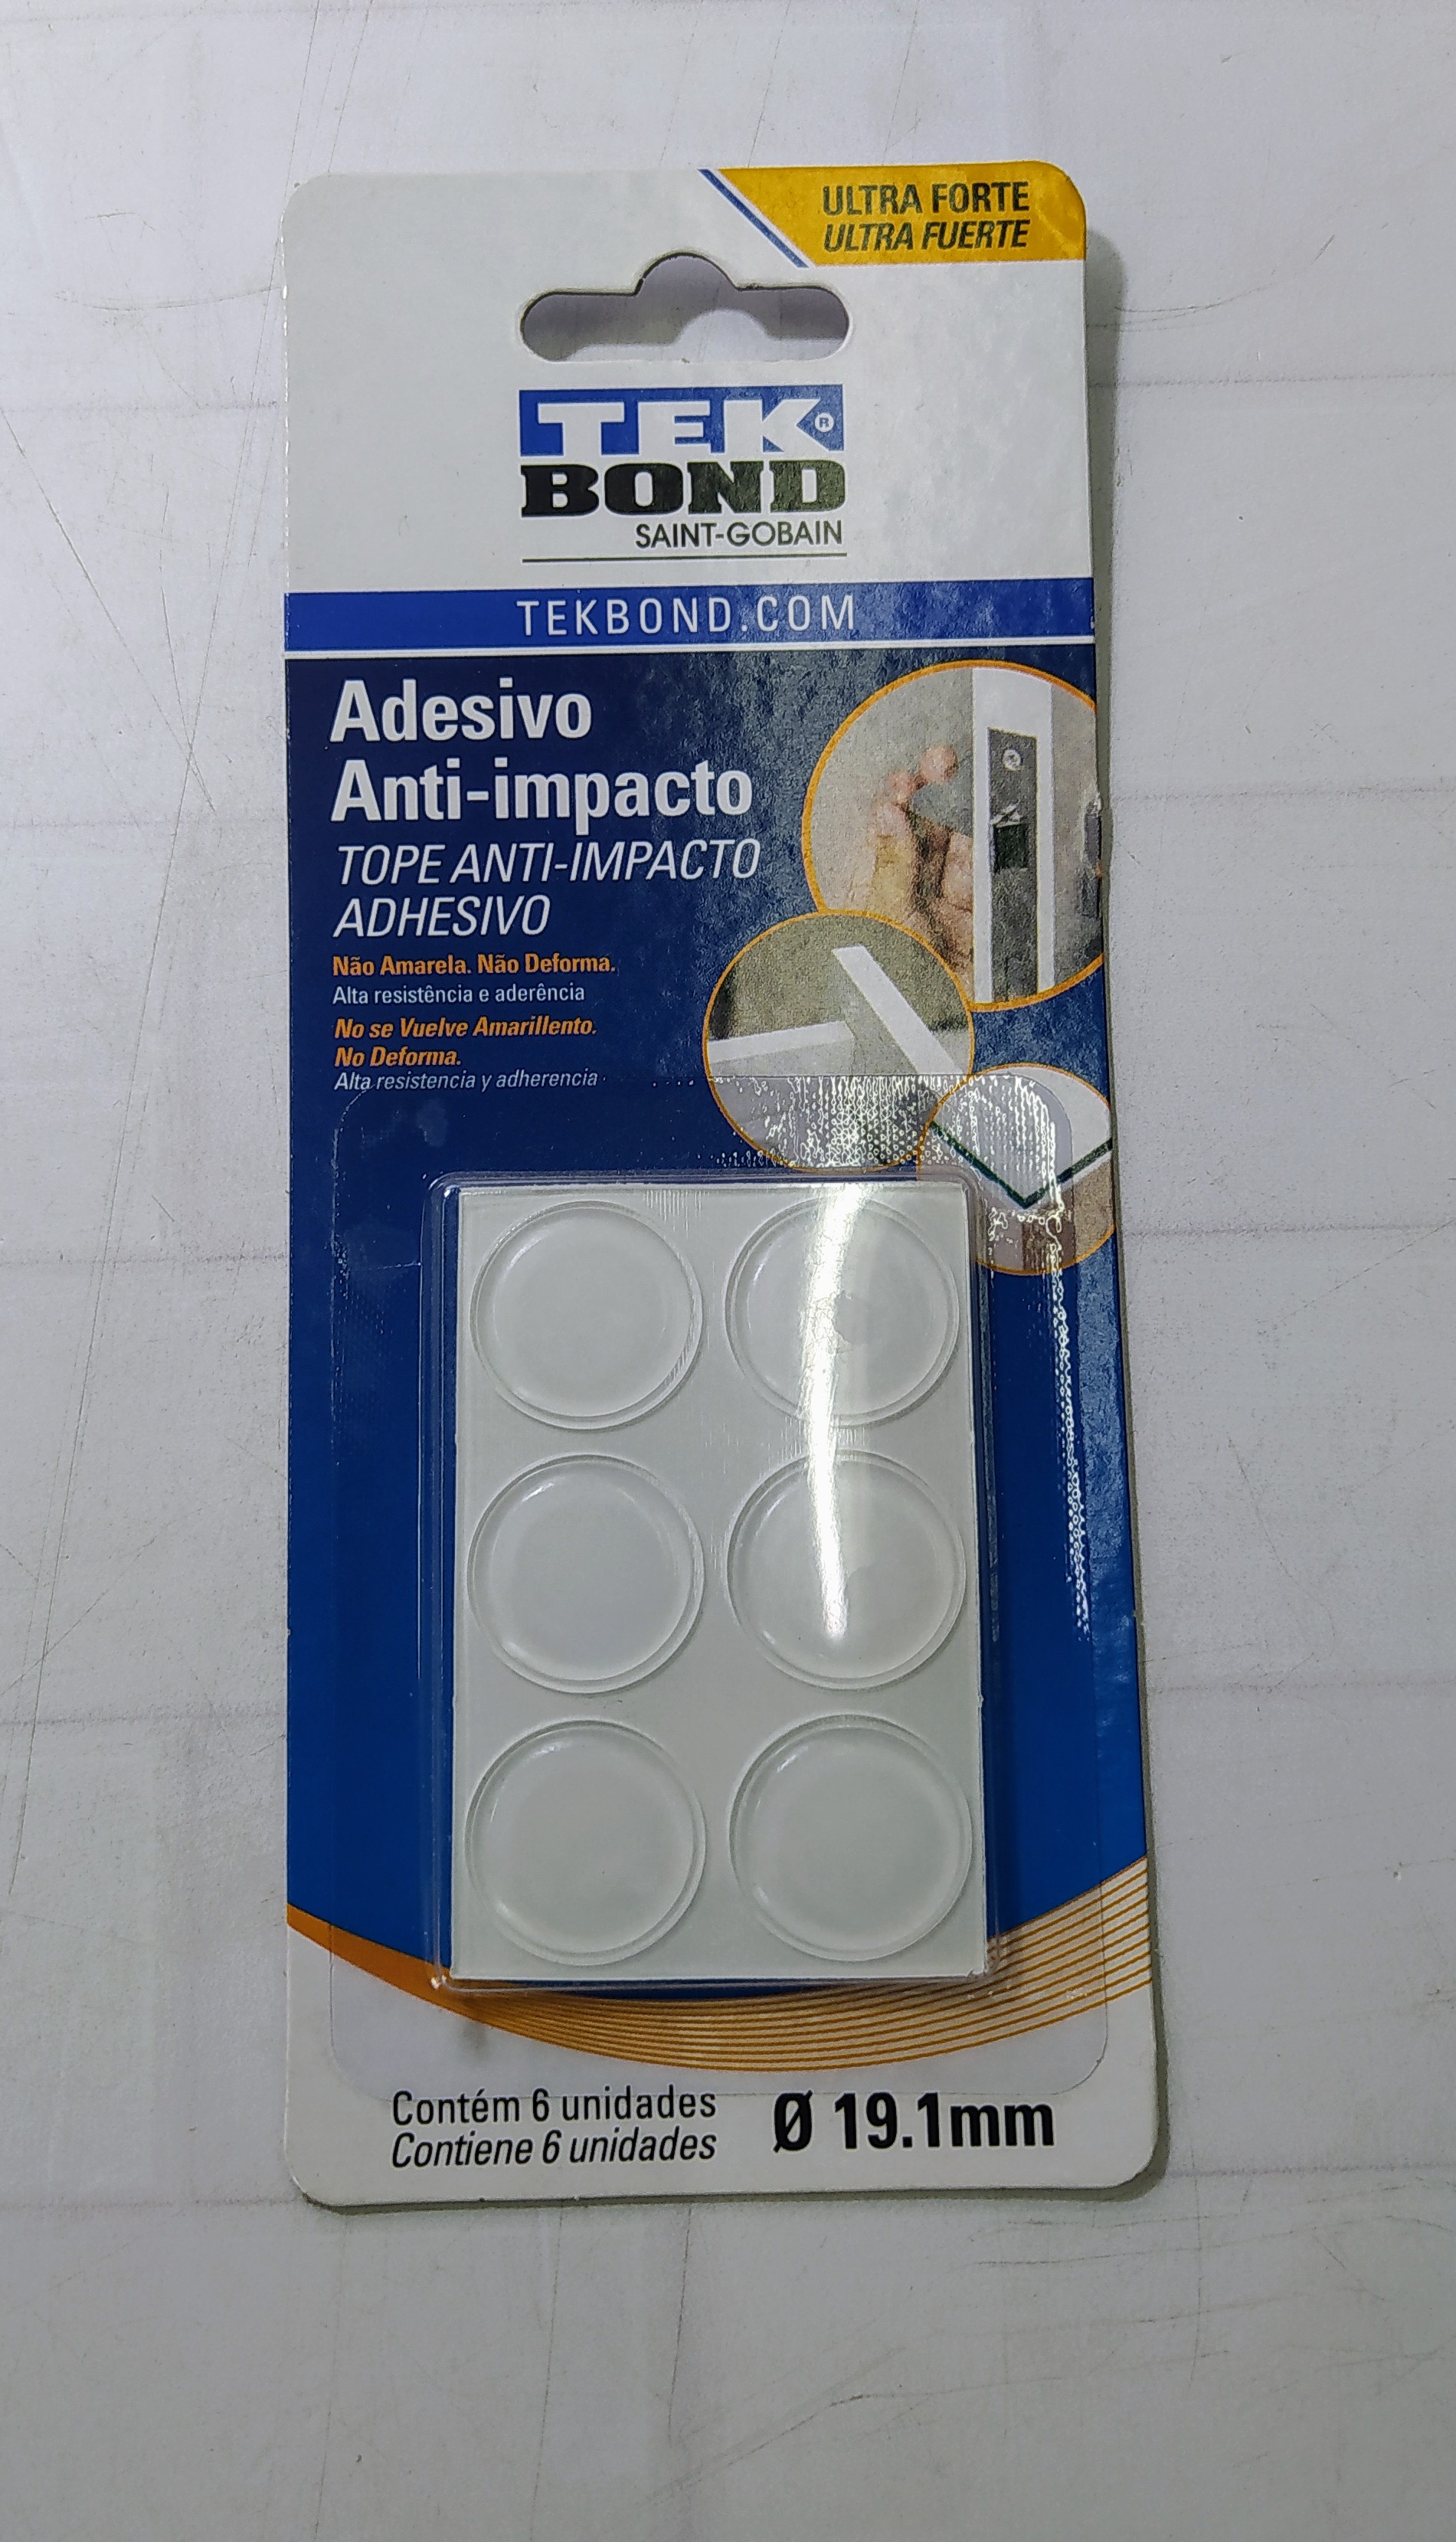 ULTRA FORTE
ULTRA FUERTE
TEK®
BOND
SAINT-GOBAIN
TEKBOND.COM
Adesivo
Anti-impacto
TOPE ANTI-IMPACTO
ADHESIVO
Não Amarela. Não Deforma.
Alta resistência e aderência
No se Vuelve Amarillento.
No Deforma.
Alta resistencia y adherencia
Contém 6 unidades
Contiene 6 unidades
Ø 19.1mm